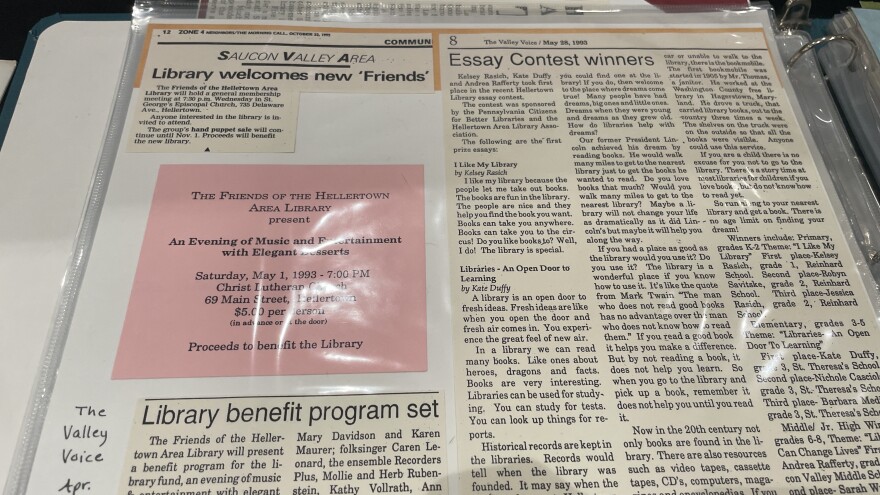 12 ZONE 4 NEIGHBORS/THE MORNING CALL, OCTOBER
COMMUN
SAUCON VALLEY AREA
Library welcomes new 'Friends'
The Friends of the Hellertown Area
Library will hold a general membership
meeting at 7:30 p.m. Wednesday in St.
George's Episcopal Church, 735 Delaware
Ave., Hellertown.
Anyone interested in the library is in-
vited to attend.
The group's hand puppet sale will con-
tinue until Nov. 1. Proceeds will benefit
the new library.
THE FRIENDS OF THE HELLERTOWN
AREA LIBRARY
present
An Evening of Music and Entertainment
with Elegant Desserts
Saturday, May 1, 1993 - 7:00 PM
Christ Lutheran Church
69 Main Street, Hellertown
$5.00 per person
(in advance or at the door)
Proceeds to benefit the Library
The
Valley
Voice
Apr.
Library benefit program set
The Friends of the Heller-
town Area Library will present
a benefit program for the li-
brary fund, an evening of music
& entertainment with elegant
Mary Davidson and Karen
Maurer; folksinger Caren Le-
onard, the ensemble Recorders
Plus, Mollie and Herb Ruben-
stein, Kathy Vollrath, Ann
8 The Valley Voice / May 28, 1993
Essay Contest winners
Kelsey Rasich, Kate Duffy
and Andrea Rafferty took first
place in the recent Hellertown
Library essay contest.
The contest was sponsored
by the Pennsylvania Citizens
for Better Libraries and the
Hellertown Area Library Asso-
ciation.
The following are the first
prize essays:
I Like My Library
by Kelsey Rasich
I like my library because the
people let me take out books.
The books are fun in the library.
The people are nice and they
help you find the book you want.
Books can take you anywhere.
Books can take you to the cir-
cus! Do you like books to? Well,
I do! The library is special.
Libraries - An Open Door to
Learning
by Kate Duffy
A library is an open door to
fresh ideas. Fresh ideas are like
when you open the door and
fresh air comes in. You experi-
ence the great feel of new air.
In a library we can read
many books. Like ones about
heroes, dragons and facts.
Books are very interesting.
Libraries can be used for study-
ing. You can study for tests.
You can look up things for re-
ports.
Historical records are kept in
the libraries. Records would
tell when the library was
founded. It may say when the
you could find one at the li-
brary! If you do, then welcome
to the place where dreams come
true! Many people have had
dreams, big ones and little ones.
Dreams when they were young
and dreams as they grew old.
How do libraries help with
dreams?
Our former President Lin-
coln achieved his dream by
reading books. He would walk
many miles to get to the nearest
library just to get the books he
wanted to read. Do you love
books that much? Would you
walk many miles to get to the
nearest library? Maybe a li-
brary will not change your life
as dramatically as it did Lin-
coln's but maybe it will help you
along the way.
If you had a place as good as
the library would you use it? Do
you use it? The library is a
wonderful place if you know
how to use it. It's like the quote
from Mark Twain "The man
who does not read good books
has no advantage over the man
who does not know how to read
them." If you read a good book
it helps you make a difference.
But by not reading a book, it
does not help you learn. So
when you go to the library and
pick up a book, remember it
does not help you until you read
it.
Now in the 20th century not
only books are found in the li-
brary. There are also resources
such as video tapes, cassette
tapes, CD's, computers, maga-
zines and encyclopedias. If you
car or unable to walk to the
library, there is the bookmobile.
The first bookmobile was
started in 1905 by Mr. Thomas,
a janitor. He worked at the
Washington County free li-
brary in Hagerstown, Mary-
land. He drove a truck, that
carried library books, out to the
country three times a week.
The shelves on the truck were
on the outside so that all the
books were visible. Anyone
could use this service.
If you are a child there is no
excuse for you not to go to the
library. There is a story time at
most libraries for children if you
love books but do not know how
to read yet.
So run along to your nearest
library and get a book. There is
no age limit on finding your
dream!
Winners include: Primary,
grades K-2 Theme: "I Like My
Library" First place-Kelsey
Rasich, grade 1, Reinhard
School. Second place-Robyn
Savitske, grade 2, Reinhard
School. Third place-Jessica
Rasich, grade 2, Reinhard
School
Elementary, grades 3-5
Theme: "Libraries- An Open
Door To Learning"
First place-Kate Duffy,
grade 3, St. Theresa's School
Second place-Nichole Casciol
grade 3, St. Theresa's School
Third place- Barbara Medi
grade 3, St. Theresa's Scho
Middle/ Jr. High Win
grades 6-8, Theme: "Li
Can Change Lives" Firs
Andrea Rafferty, grad
con Valley Middle Sch
ond place- Sarah W